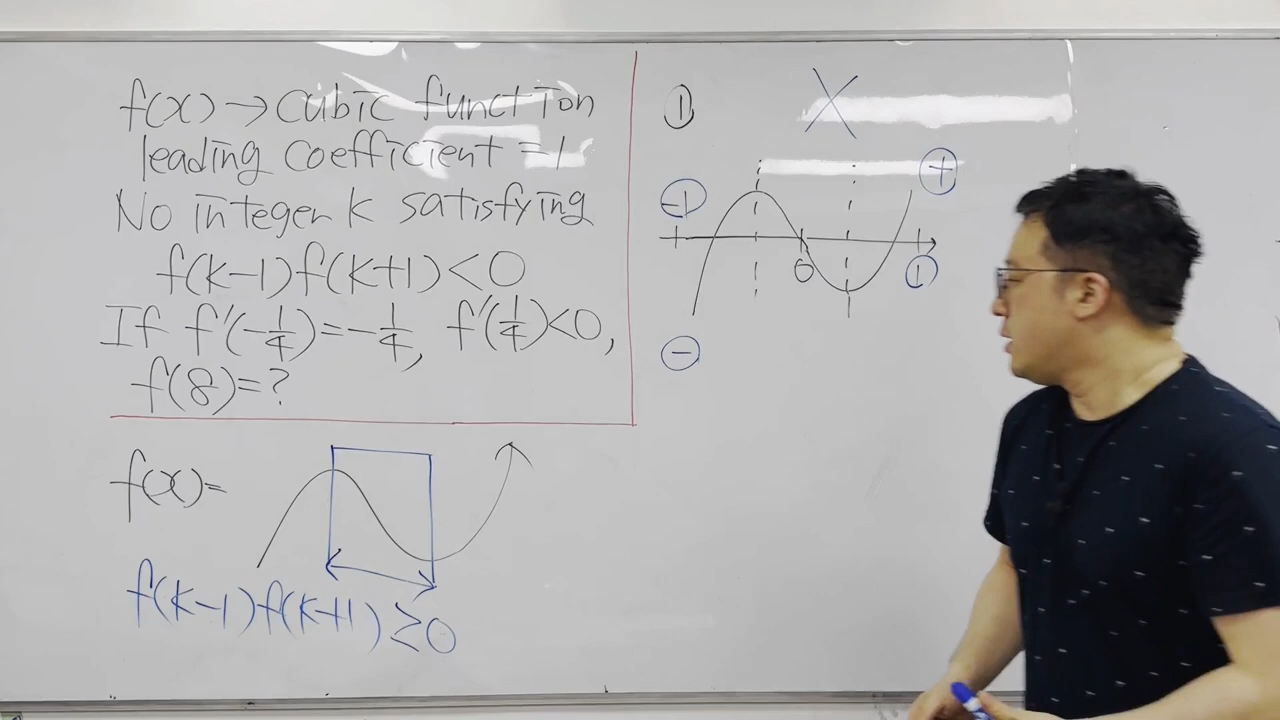 f(x) → cubic function
leading coefficient = 1
No integer k satisfying
f(k-1)f(k+1)<0
If f'(-1/4)=-1/4, f'(1/4)<0,
f(8)=?
f(x)=
f(k-1)f(k+1)≥0
① X
-1 +
0 1
-